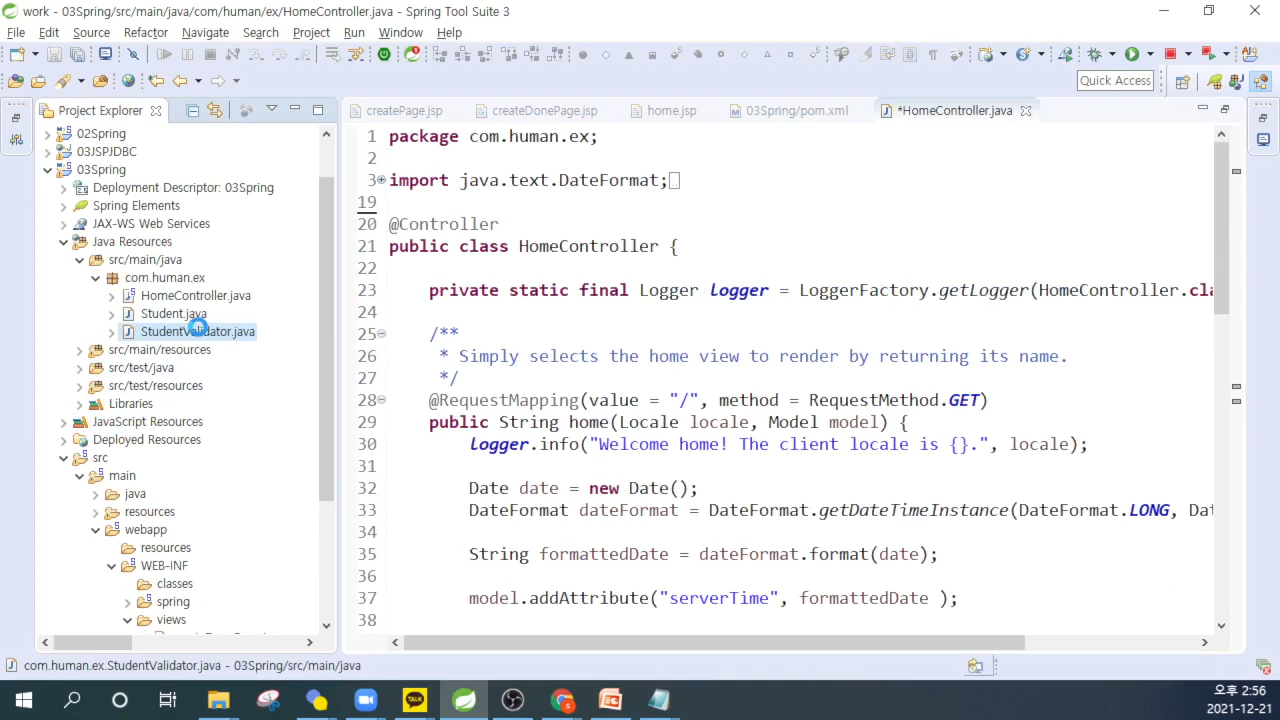 work - 03Spring/src/main/java/com/human/ex/HomeController.java - Spring Tool Suite 3
File Edit Source Refactor Navigate Search Project Run Window Help
Quick Access
Project Explorer
createPage.jsp createDonePage.jsp home.jsp 03Spring/pom.xml *HomeController.java
02Spring
03JSPJDBC
03Spring
Deployment Descriptor: 03Spring
Spring Elements
JAX-WS Web Services
Java Resources
src/main/java
com.human.ex
HomeController.java
Student.java
StudentValidator.java
src/main/resources
src/test/java
src/test/resources
Libraries
JavaScript Resources
Deployed Resources
src
main
java
resources
webapp
resources
WEB-INF
classes
spring
views
1 package com.human.ex;
2
3 import java.text.DateFormat;
19
20 @Controller
21 public class HomeController {
22
23 private static final Logger logger = LoggerFactory.getLogger(HomeController.cla
24
25 /**
26 * Simply selects the home view to render by returning its name.
27 */
28 @RequestMapping(value = "/", method = RequestMethod.GET)
29 public String home(Locale locale, Model model) {
30 logger.info("Welcome home! The client locale is {}.", locale);
31
32 Date date = new Date();
33 DateFormat dateFormat = DateFormat.getDateTimeInstance(DateFormat.LONG, Dat
34
35 String formattedDate = dateFormat.format(date);
36
37 model.addAttribute("serverTime", formattedDate );
38
com.human.ex.StudentValidator.java - 03Spring/src/main/java
TALK
오후 2:56
2021-12-21